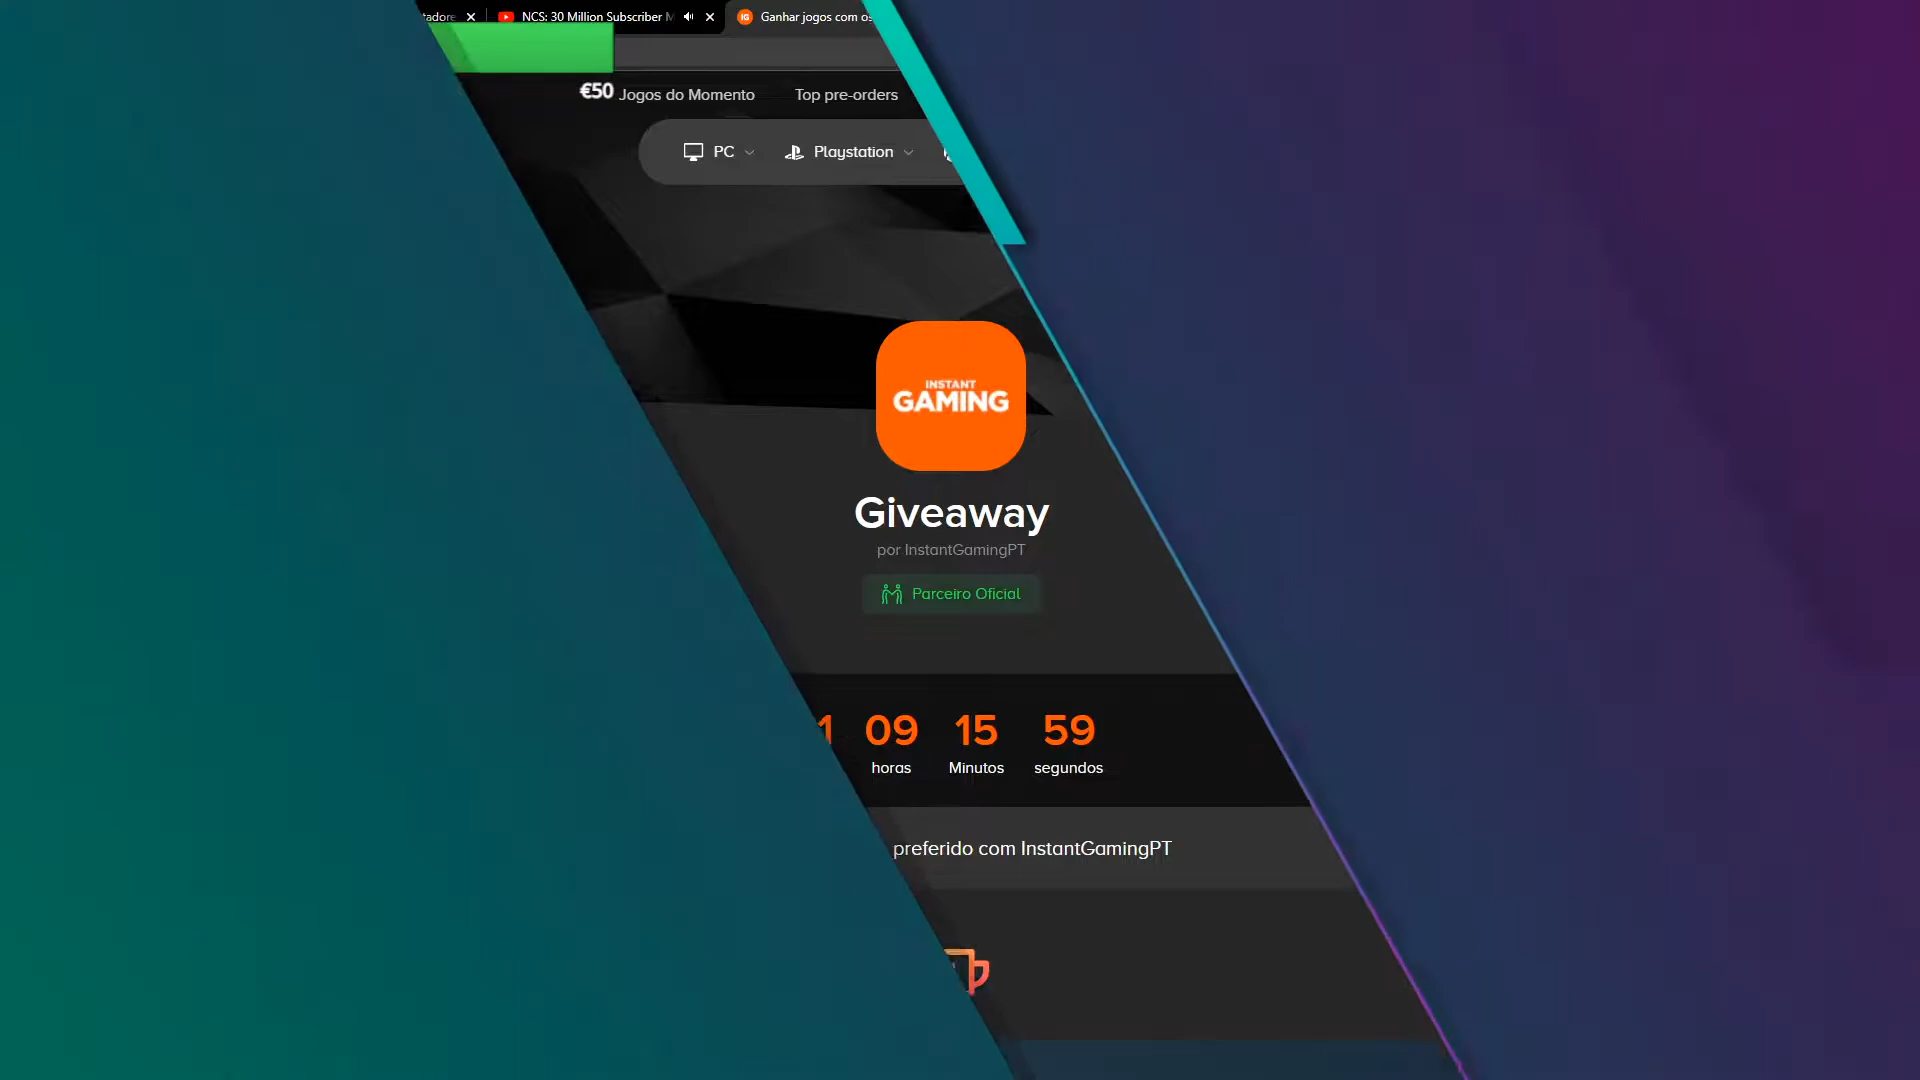 NCS: 30 Million Subscriber
Ganhar jogos com os
€50
Jogos do Momento
Top pre-orders
PC
Playstation
INSTANT
GAMING
Giveaway
por InstantGamingPT
Parceiro Oficial
09 15 59
horas Minutos segundos
preferido com InstantGamingPT